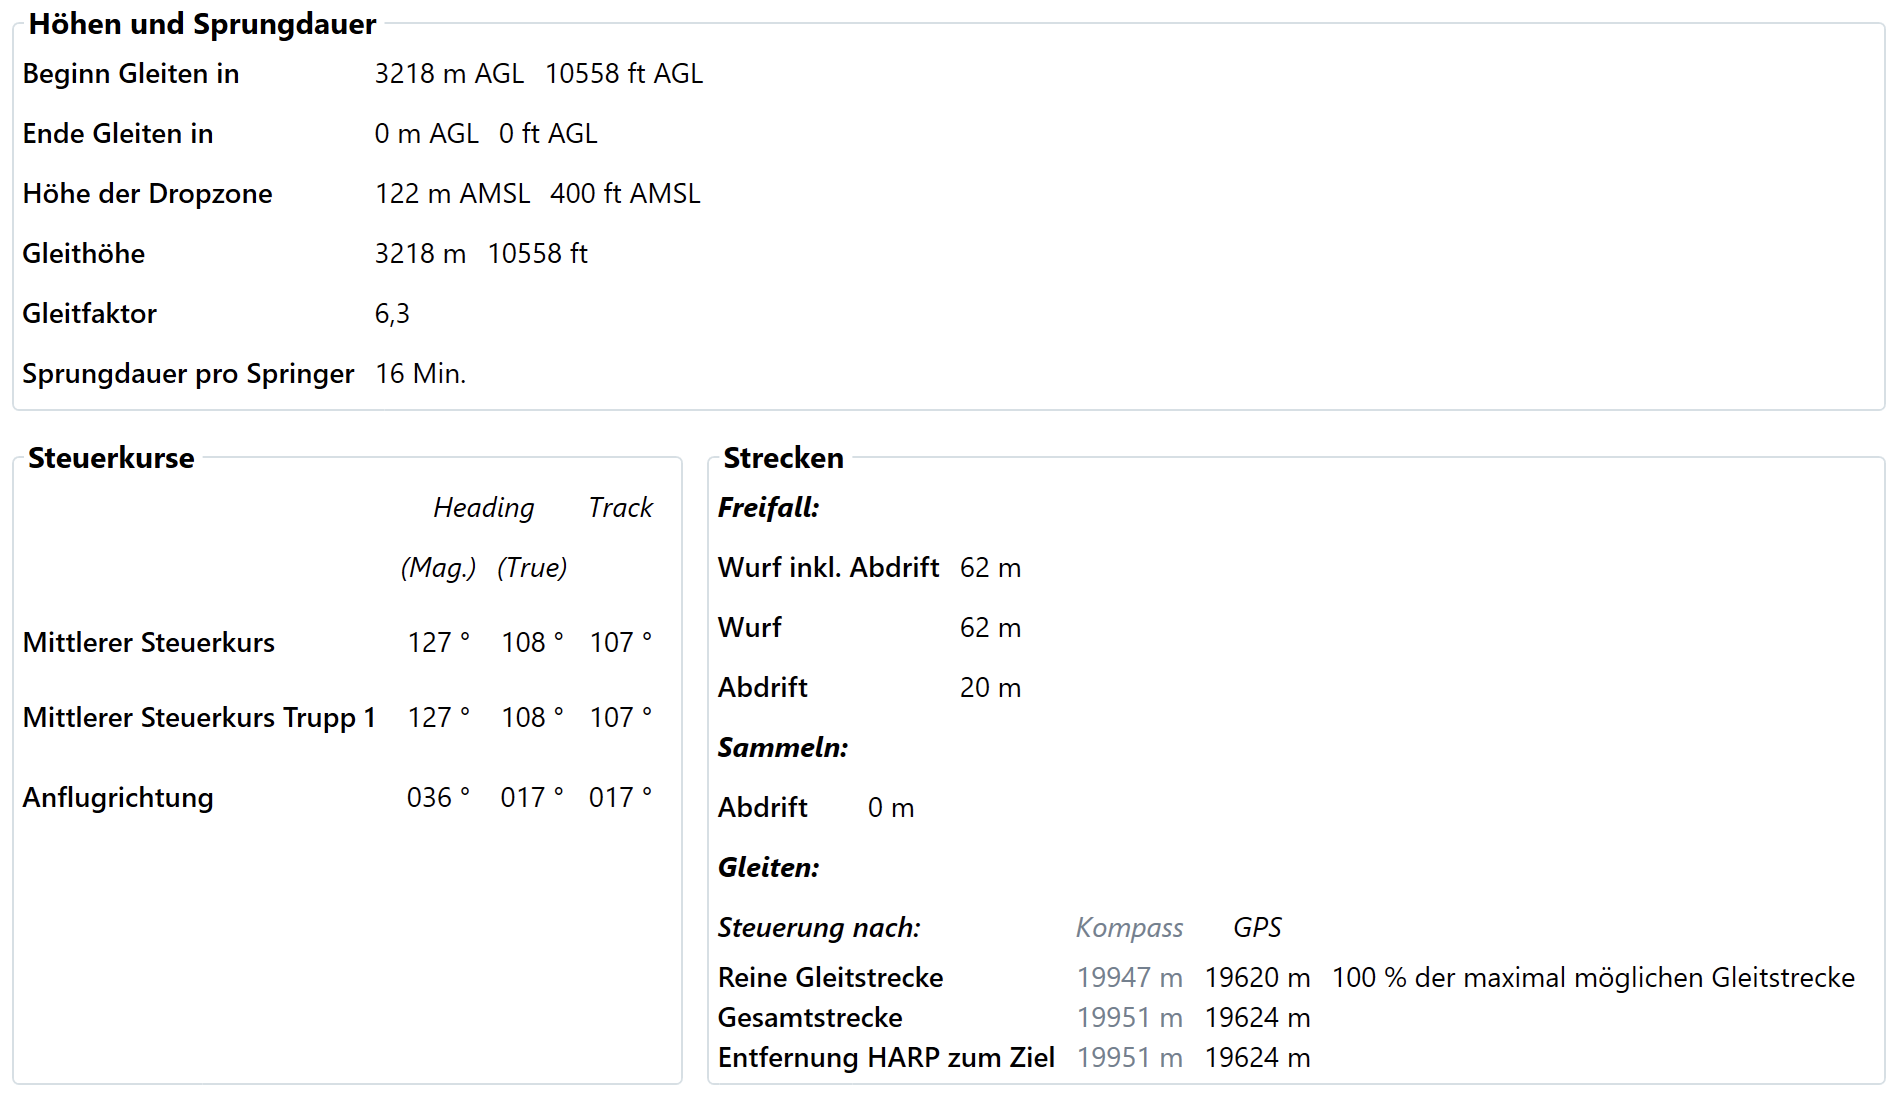 Höhen und Sprungdauer
Beginn Gleiten in 3218 m AGL 10558 ft AGL
Ende Gleiten in 0 m AGL 0 ft AGL
Höhe der Dropzone 122 m AMSL 400 ft AMSL
Gleithöhe 3218 m 10558 ft
Gleitfaktor 6,3
Sprungdauer pro Springer 16 Min.
Steuerkurse
Heading Track
(Mag.) (True)
Mittlerer Steuerkurs 127 ° 108 ° 107 °
Mittlerer Steuerkurs Trupp 1 127 ° 108 ° 107 °
Anflugrichtung 036 ° 017 ° 017 °
Strecken
Freifall:
Wurf inkl. Abdrift 62 m
Wurf 62 m
Abdrift 20 m
Sammeln:
Abdrift 0 m
Gleiten:
Steuerung nach: Kompass GPS
Reine Gleitstrecke 19947 m 19620 m 100 % der maximal möglichen Gleitstrecke
Gesamtstrecke 19951 m 19624 m
Entfernung HARP zum Ziel 19951 m 19624 m